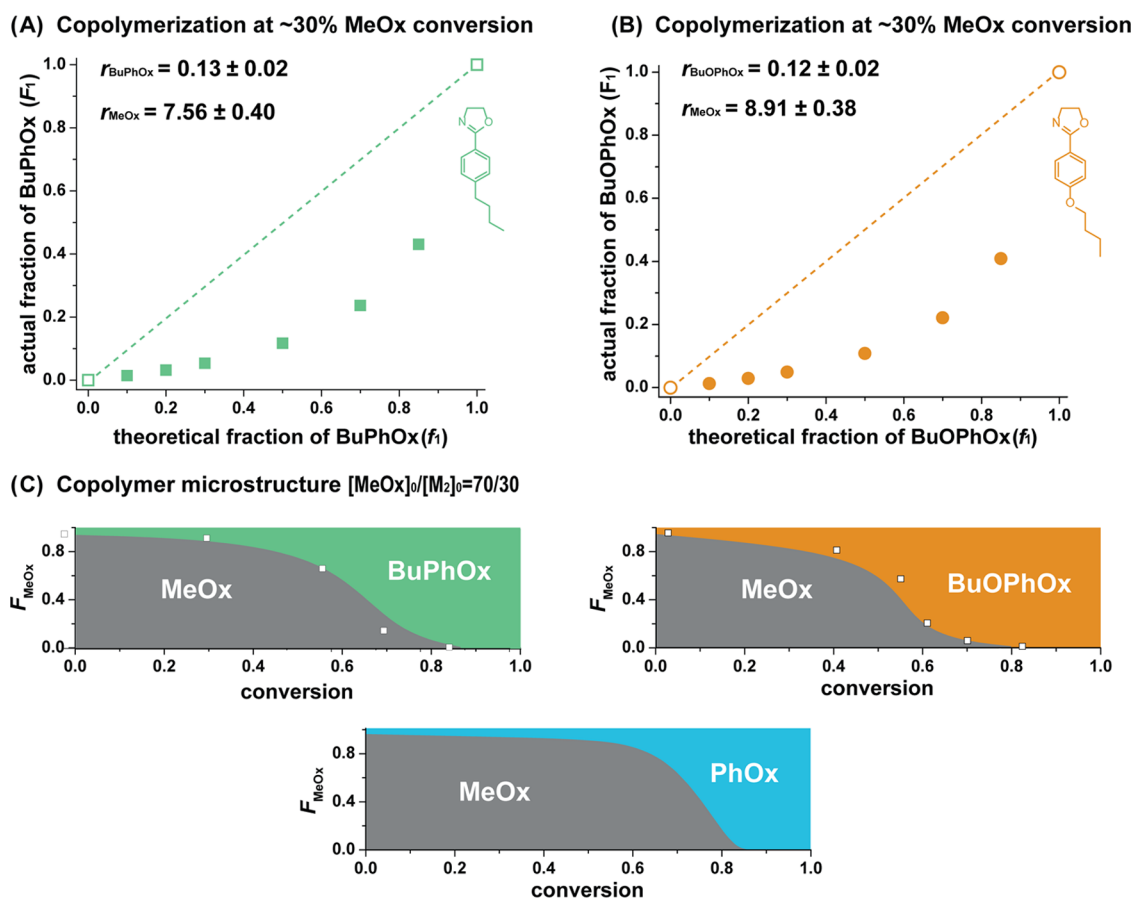 (A) Copolymerization at ~30% MeOx conversion
rBuPhOx = 0.13 ± 0.02
rMeOx = 7.56 ± 0.40
N
O
actual fraction of BuPhOx (F1)
1.0
0.8
0.6
0.4
0.2
0.0
0.0 0.2 0.4 0.6 0.8 1.0
theoretical fraction of BuPhOx(f1)
(B) Copolymerization at ~30% MeOx conversion
rBuOPhOx = 0.12 ± 0.02
rMeOx = 8.91 ± 0.38
N
O
O
actual fraction of BuOPhOx (F1)
1.0
0.8
0.6
0.4
0.2
0.0
0.0 0.2 0.4 0.6 0.8 1.0
theoretical fraction of BuOPhOx(f1)
(C) Copolymer microstructure [MeOx]0/[M2]0=70/30
FMeOx
0.8
0.4
0.0
MeOx
BuPhOx
0.0 0.2 0.4 0.6 0.8 1.0
conversion
FMeOx
0.8
0.4
0.0
MeOx
BuOPhOx
0.0 0.2 0.4 0.6 0.8 1.0
conversion
FMeOx
0.8
0.4
0.0
MeOx
PhOx
0.0 0.2 0.4 0.6 0.8 1.0
conversion